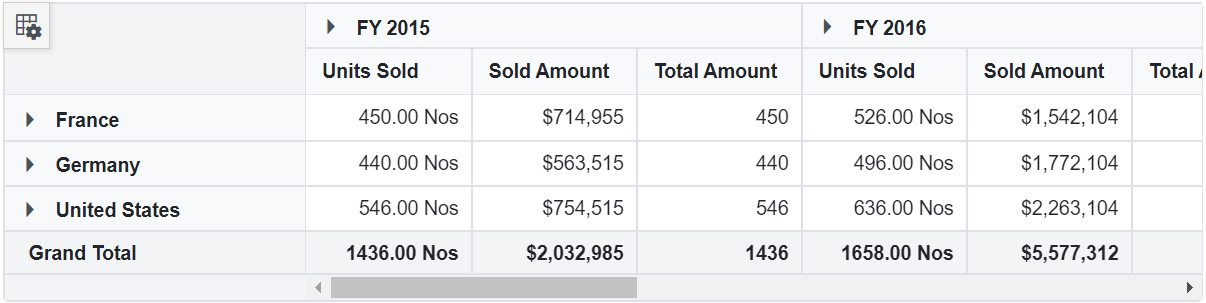 FY 2015 FY 2016
Units Sold Sold Amount Total Amount Units Sold Sold Amount Total
France 450.00 Nos $714,955 450 526.00 Nos $1,542,104
Germany 440.00 Nos $563,515 440 496.00 Nos $1,772,104
United States 546.00 Nos $754,515 546 636.00 Nos $2,263,104
Grand Total 1436.00 Nos $2,032,985 1436 1658.00 Nos $5,577,312